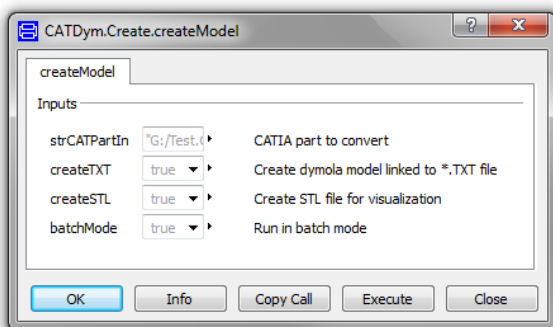 CATDym.Create.createModel
?
createModel
Inputs
strCATPartIn "G:/Test. CATIA part to convert
createTXT true Create dymola model linked to *.TXT file
createSTL true Create STL file for visualization
batchMode true Run in batch mode
OK Info Copy Call Execute Close